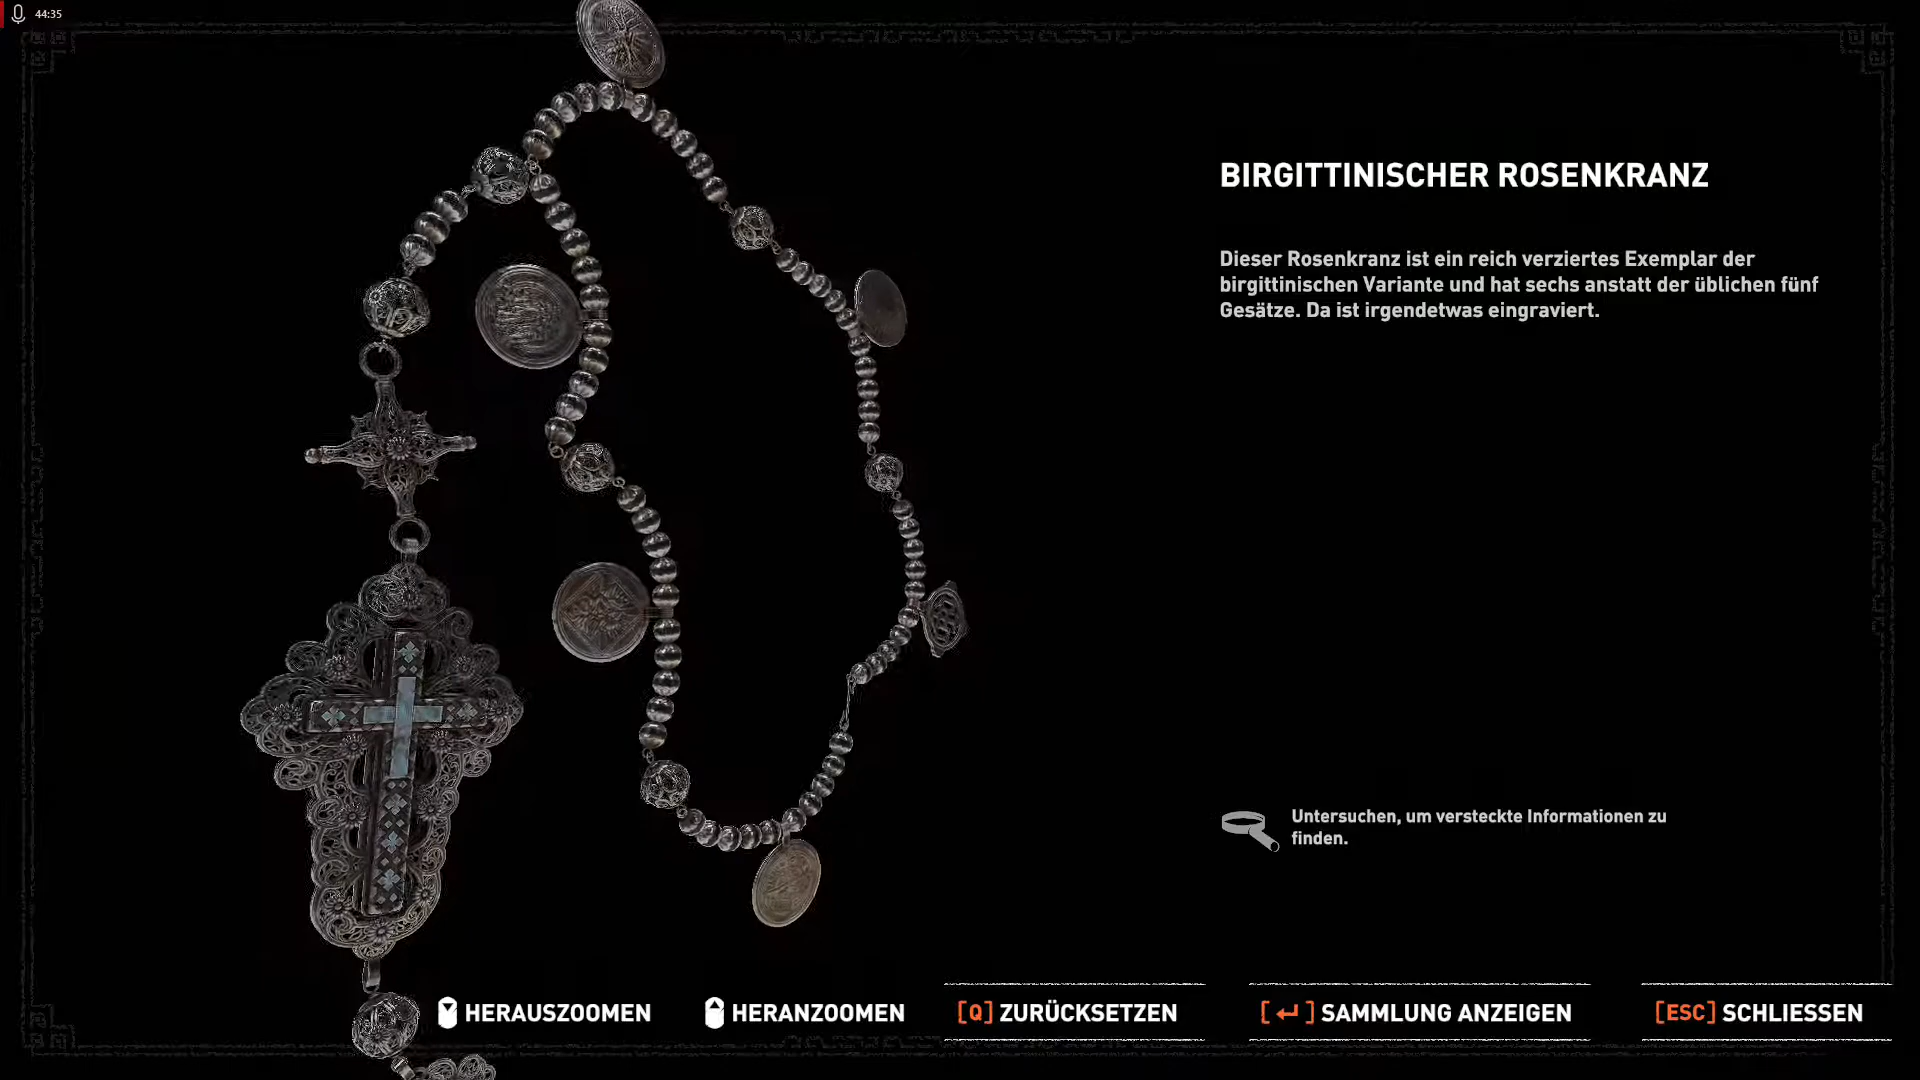 44:35
BIRGITTINISCHER ROSENKRANZ
Dieser Rosenkranz ist ein reich verziertes Exemplar der
birgittinischen Variante und hat sechs anstatt der üblichen fünf
Gesätze. Da ist irgendetwas eingraviert.
Untersuchen, um versteckte Informationen zu
finden.
HERAUSZOOMEN HERANZOOMEN [Q] ZURÜCKSETZEN [↵] SAMMLUNG ANZEIGEN [ESC] SCHLIESSEN